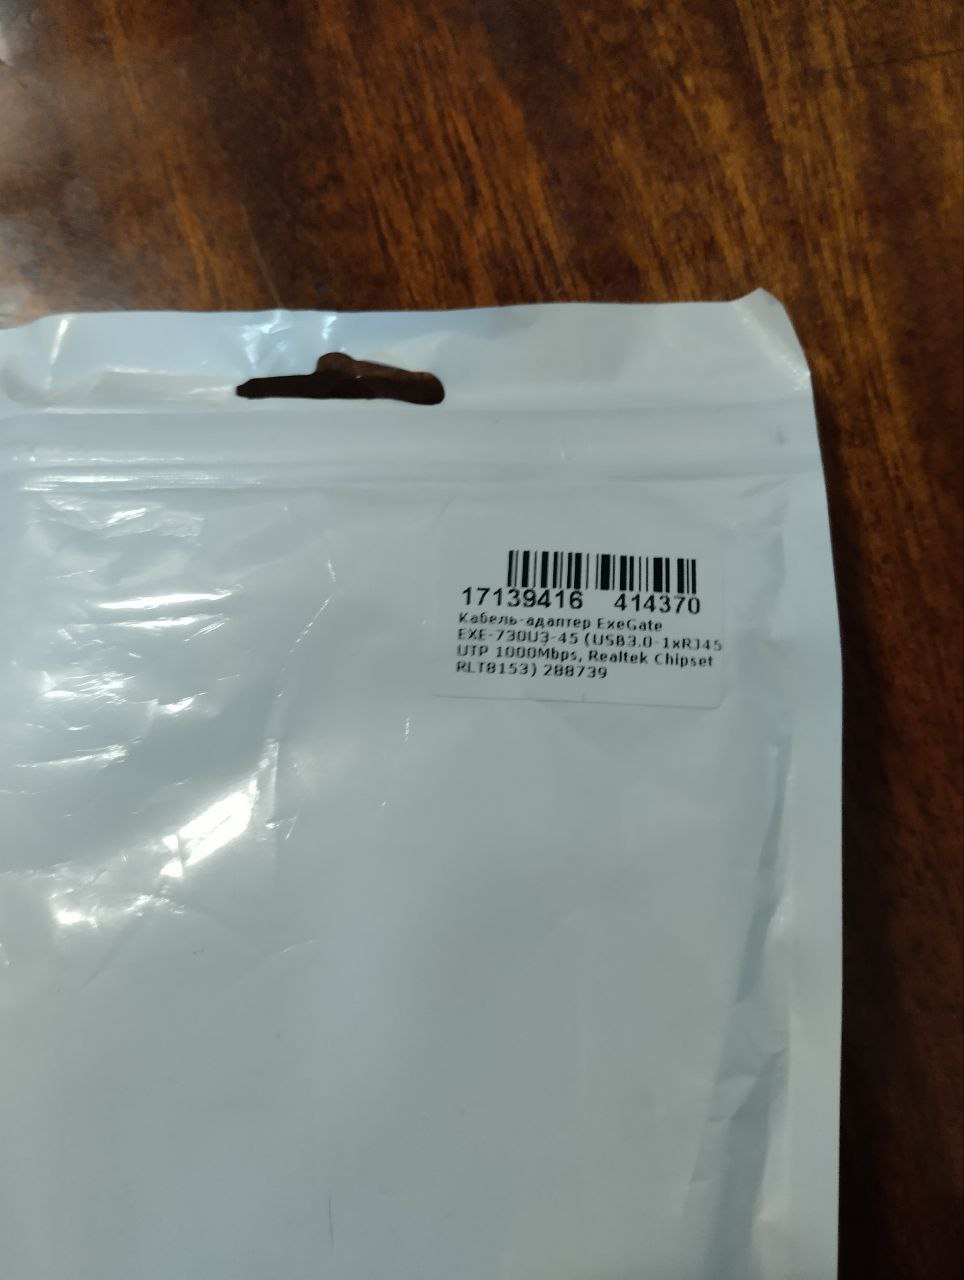 17139416 414370
Кабель-адаптер ExeGate
EXE-730U3-45 (USB3.0-1xRJ45
UTP 1000Mbps, Realtek Chipset
RLT8153) 288739